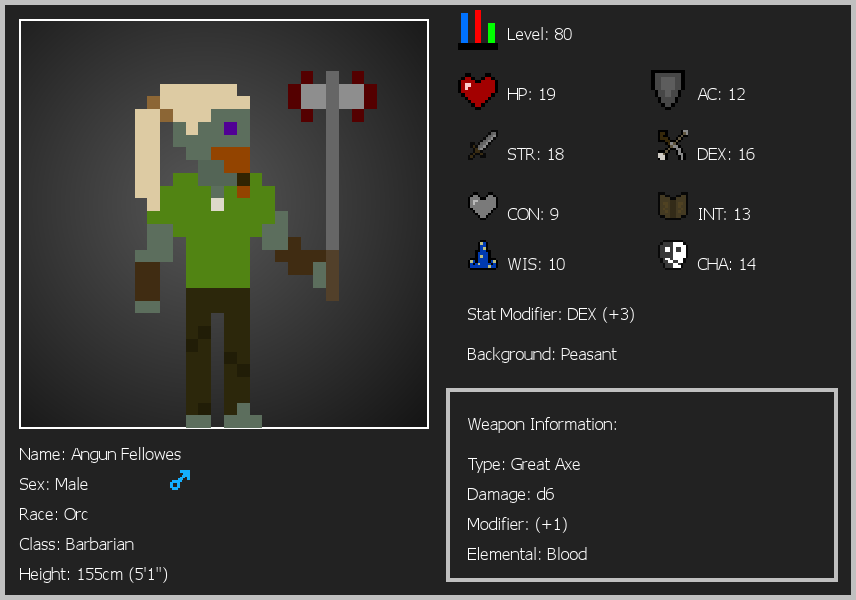 Level: 80
HP: 19
AC: 12
STR: 18
DEX: 16
CON: 9
INT: 13
WIS: 10
CHA: 14
Stat Modifier: DEX (+3)
Background: Peasant
Weapon Information:
Type: Great Axe
Damage: d6
Modifier: (+1)
Elemental: Blood
Name: Angun Fellowes
Sex: Male
Race: Orc
Class: Barbarian
Height: 155cm (5'1")